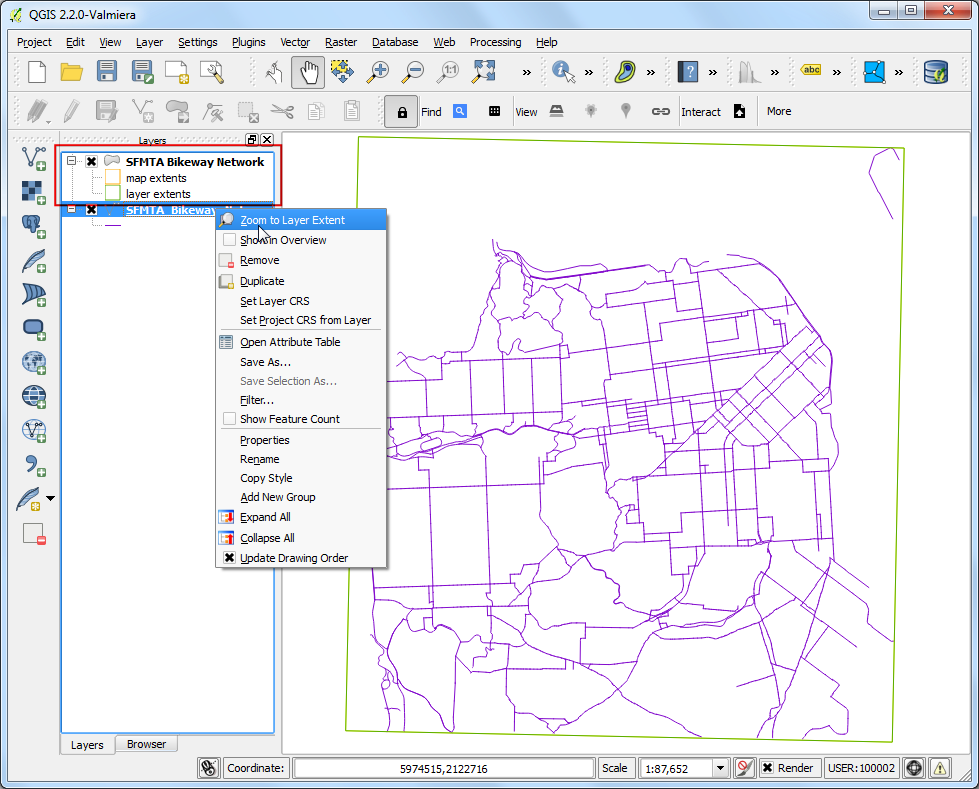 QGIS 2.2.0-Valmiera
Project Edit View Layer Settings Plugins Vector Raster Database Web Processing Help
1:1
»
»
»
?
»
»
abc
»
»
Find
View
Interact
More
Layers
SFMTA Bikeway Network
map extents
layer extents
SFMTA_Bikeway
Zoom to Layer Extent
Show in Overview
Remove
Duplicate
Set Layer CRS
Set Project CRS from Layer
Open Attribute Table
Save As...
Save Selection As...
Filter...
Show Feature Count
Properties
Rename
Copy Style
Add New Group
Expand All
Collapse All
Update Drawing Order
Layers Browser
Coordinate: 5974515,2122716 Scale 1:87,652 Render USER:100002